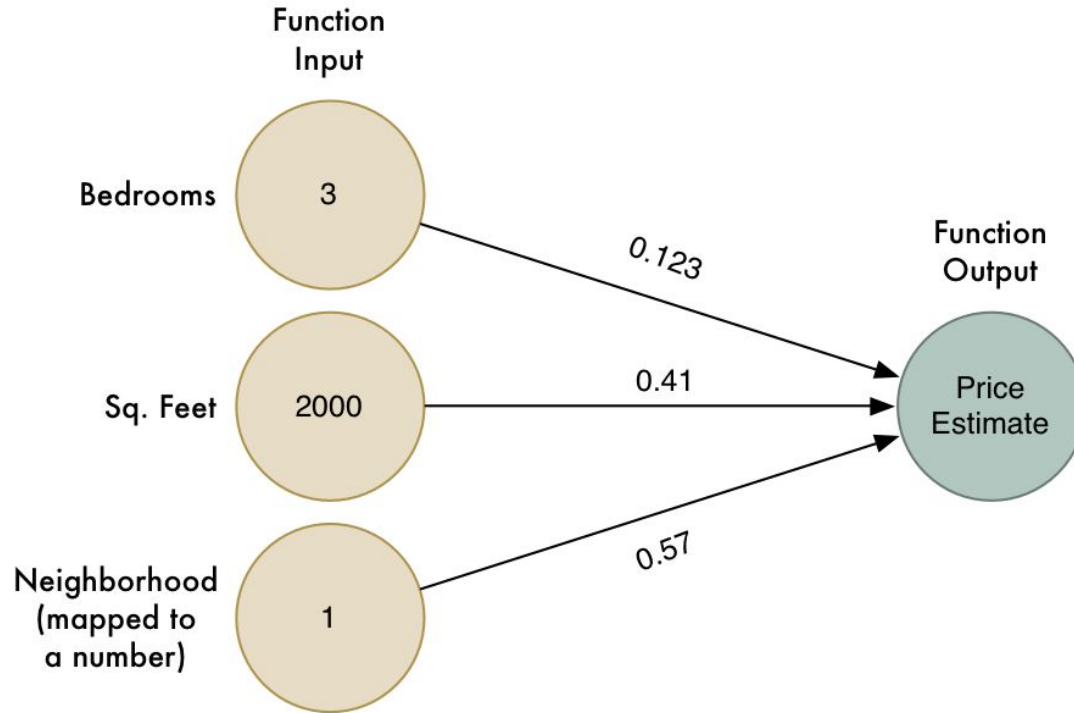 Function
Input
Bedrooms
3
0.123
Function
Output
Sq. Feet
2000
0.41
Price
Estimate
Neighborhood
(mapped to
a number)
1
0.57